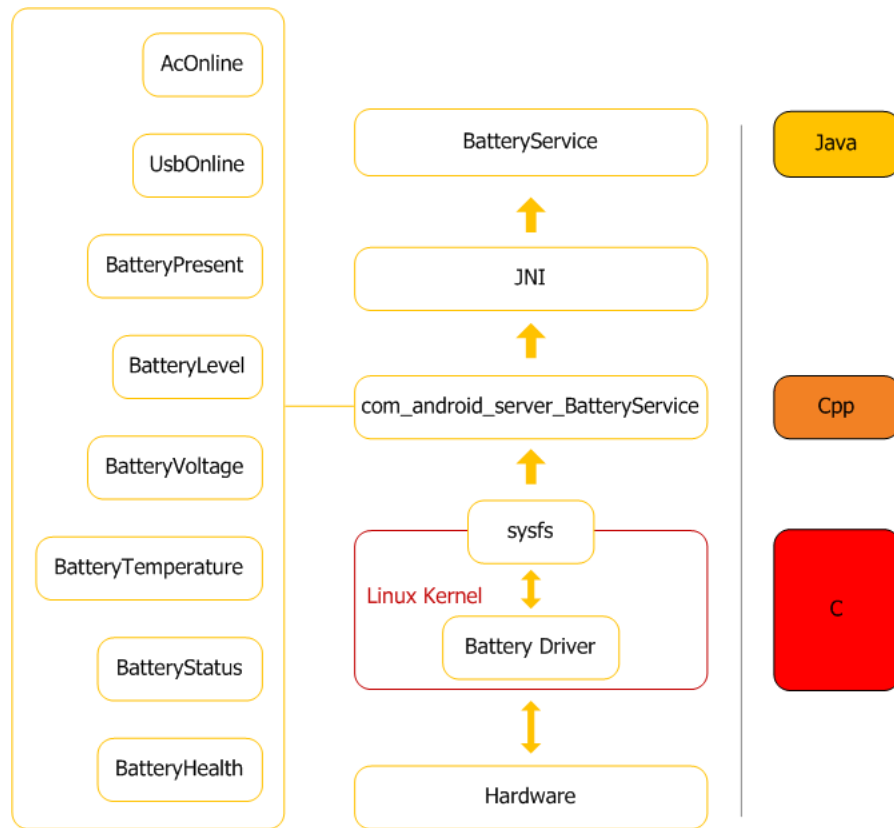 AcOnline
UsbOnline
BatteryPresent
BatteryLevel
BatteryVoltage
BatteryTemperature
BatteryStatus
BatteryHealth
BatteryService
JNI
com_android_server_BatteryService
sysfs
Linux Kernel
Battery Driver
Hardware
Java
Cpp
C